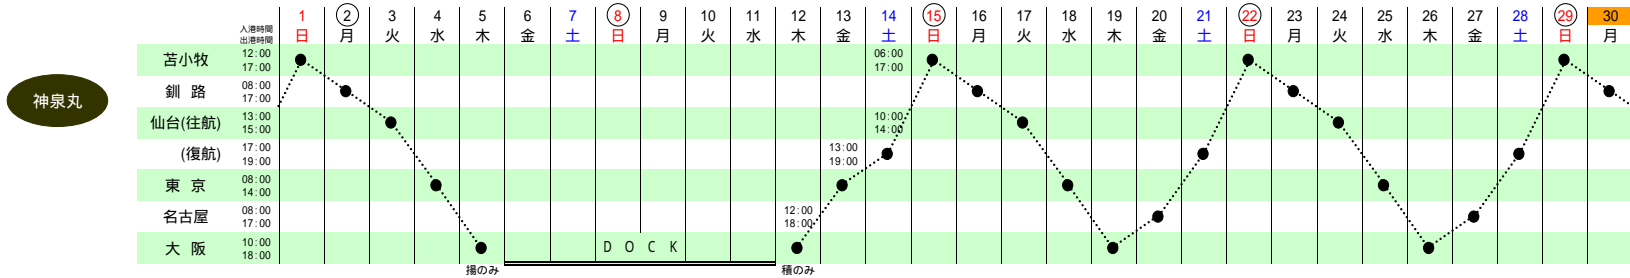 1 2 3 4 5 6 7 8 9 10 11 12 13 14 15 16 17 18 19 20 21 22 23 24 25 26 27 28 29 30
入港時間
出港時間 日 月 火 水 木 金 土 日 月 火 水 木 金 土 日 月 火 水 木 金 土 日 月 火 水 木 金 土 日 月
苫小牧 12:00 06:00
17:00 17:00
神泉丸
釧 路 08:00
17:00
仙台(往航) 13:00 10:00
15:00 14:00
(復航) 17:00 13:00
19:00 19:00
東 京 08:00
14:00
名古屋 08:00 12:00
17:00 18:00
大 阪 10:00 DOCK
18:00
揚のみ 積のみ